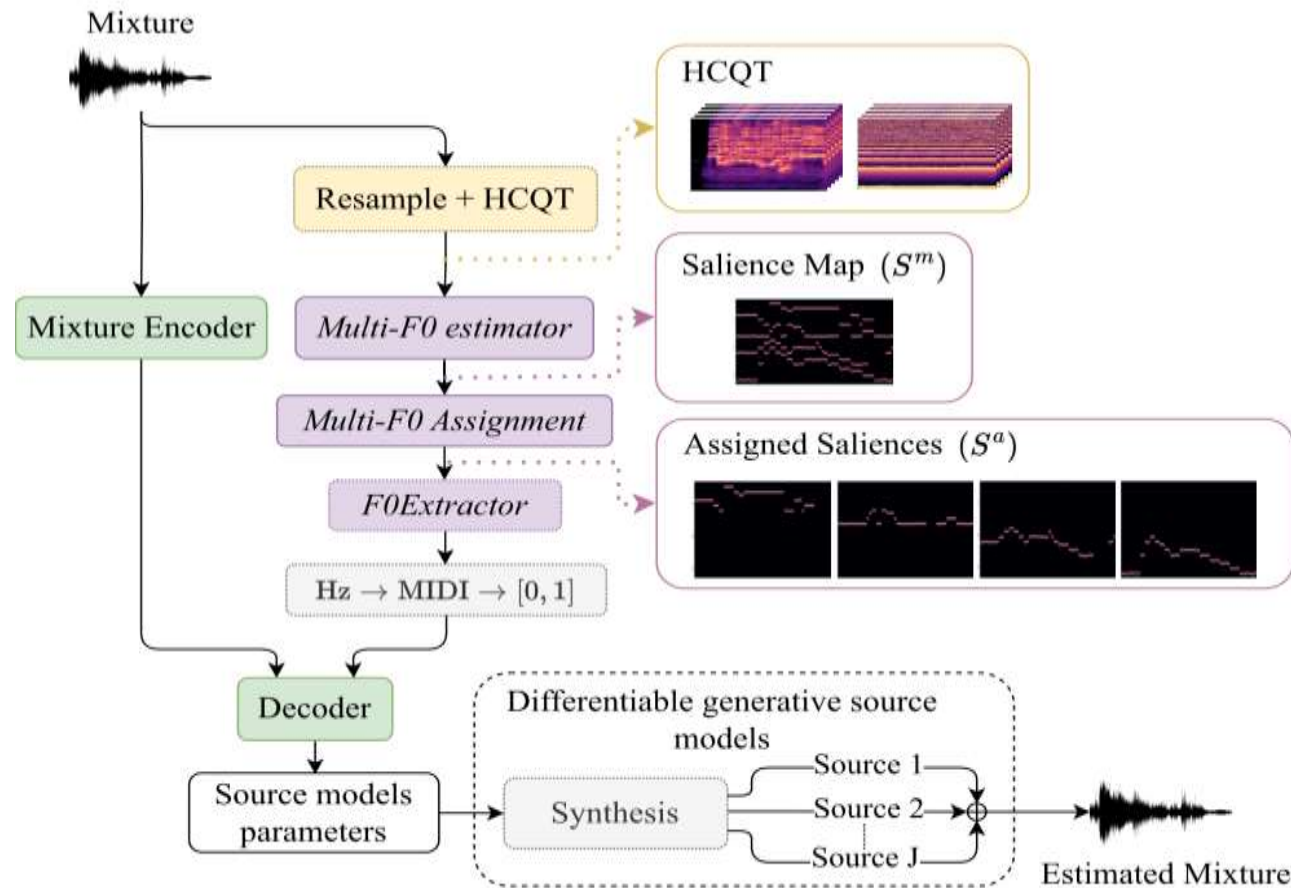 Mixture
HCQT
Resample + HCQT
Salience Map (S^m)
Mixture Encoder
Multi-F0 estimator
Multi-F0 Assignment
Assigned Saliences (S^a)
F0Extractor
Hz → MIDI → [0, 1]
Decoder
Differentiable generative source
models
Source models
parameters
Synthesis
Source 1
Source 2
Source J
Estimated Mixture